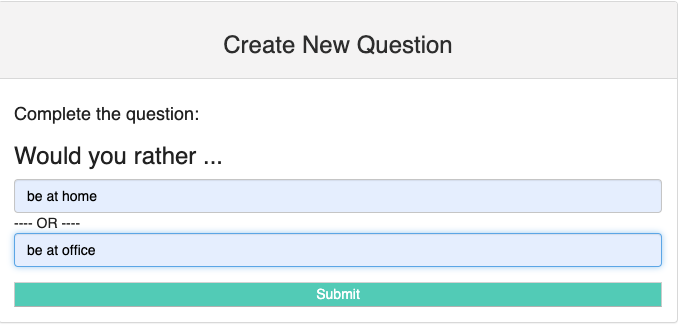 Create New Question
Complete the question:
Would you rather ...
be at home
---- OR ----
be at office
Submit